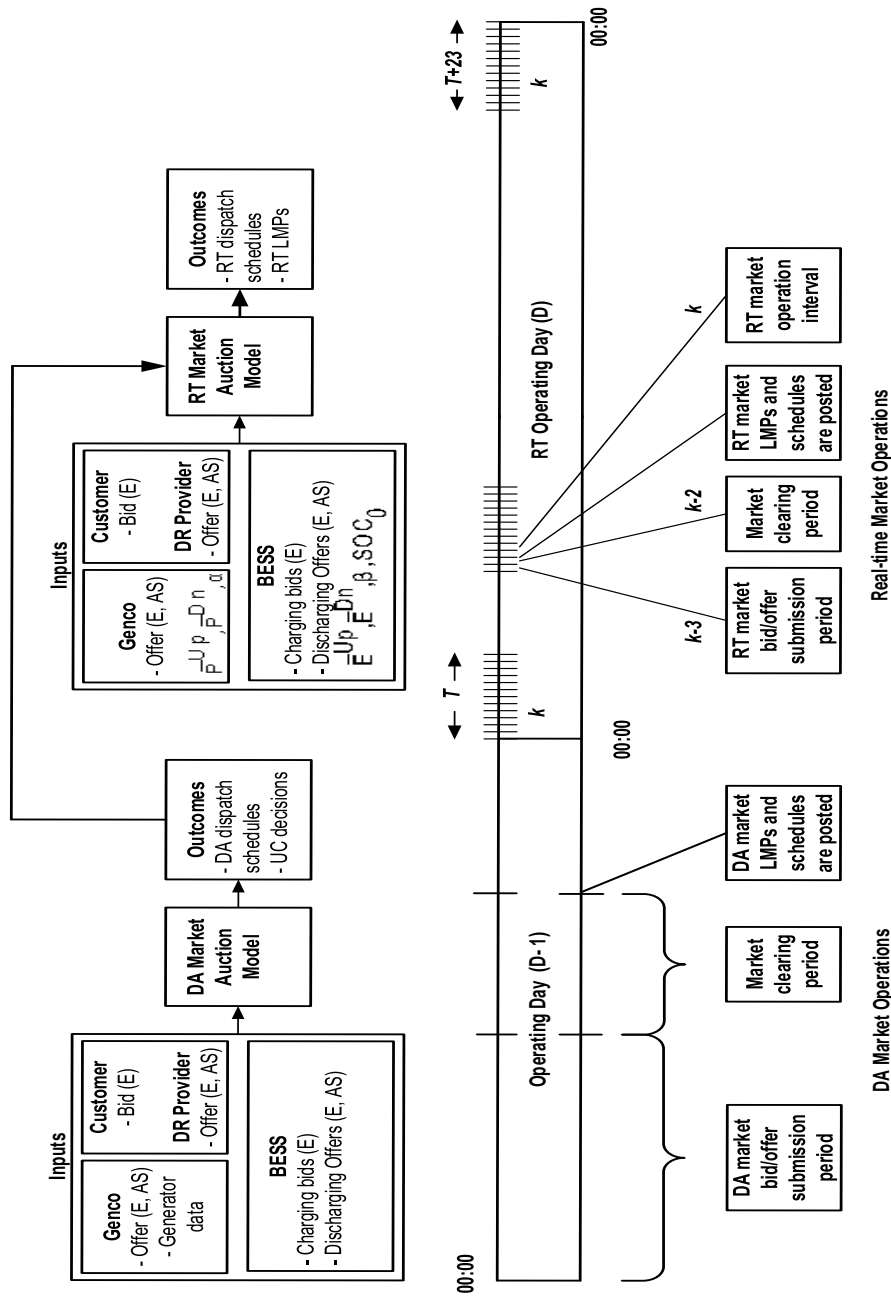 Inputs
Genco
- Offer (E, AS)
- Generator
data
Customer
- Bid (E)
DR Provider
- Offer (E, AS)
BESS
- Charging bids (E)
- Discharging Offers (E, AS)
DA Market
Auction
Model
Outcomes
- DA dispatch
schedules
- UC decisions
Inputs
Genco
- Offer (E, AS)
P̅Up, P̅Dn, α
Customer
- Bid (E)
DR Provider
- Offer (E, AS)
BESS
- Charging bids (E)
- Discharging Offers (E, AS)
E̅Up, E̅Dn, β, SOC0
RT Market
Auction
Model
Outcomes
- RT dispatch
schedules
- RT LMPs
00:00
Operating Day (D-1)
T
k
00:00
RT Operating Day (D)
T+23
k
00:00
DA market
bid/offer
submission
period
Market
clearing
period
DA market
LMPs and
schedules
are posted
DA Market Operations
k-3
k-2
k
RT market
bid/offer
submission
period
Market
clearing
period
RT market
LMPs and
schedules
are posted
RT market
operation
interval
Real-time Market Operations